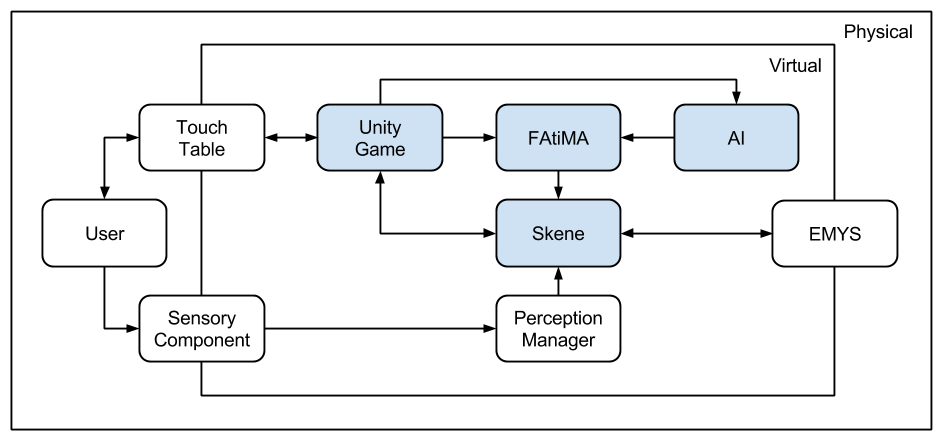 Physical
Virtual
Touch
Table
Unity
Game
FAtiMA
AI
User
Skene
EMYS
Sensory
Component
Perception
Manager